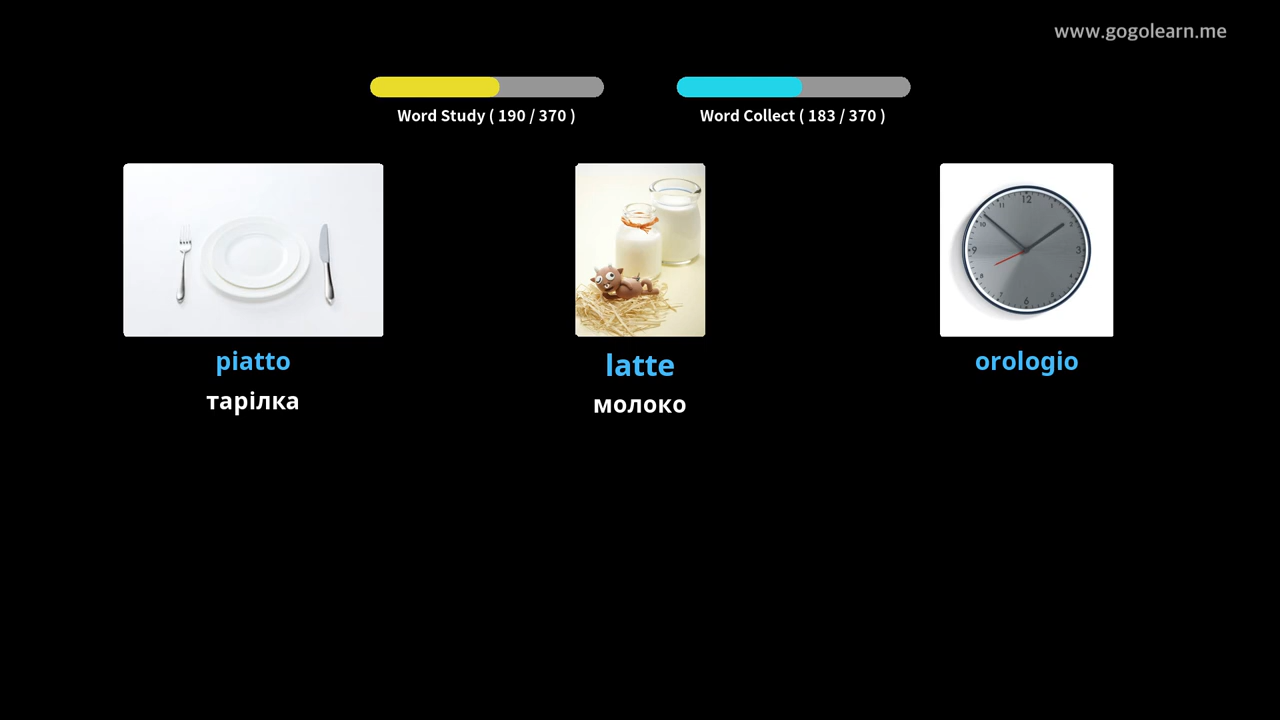 www.gogolearn.me
Word Study ( 190 / 370 )
Word Collect ( 183 / 370 )
piatto
latte
orologio
тарілка
молоко